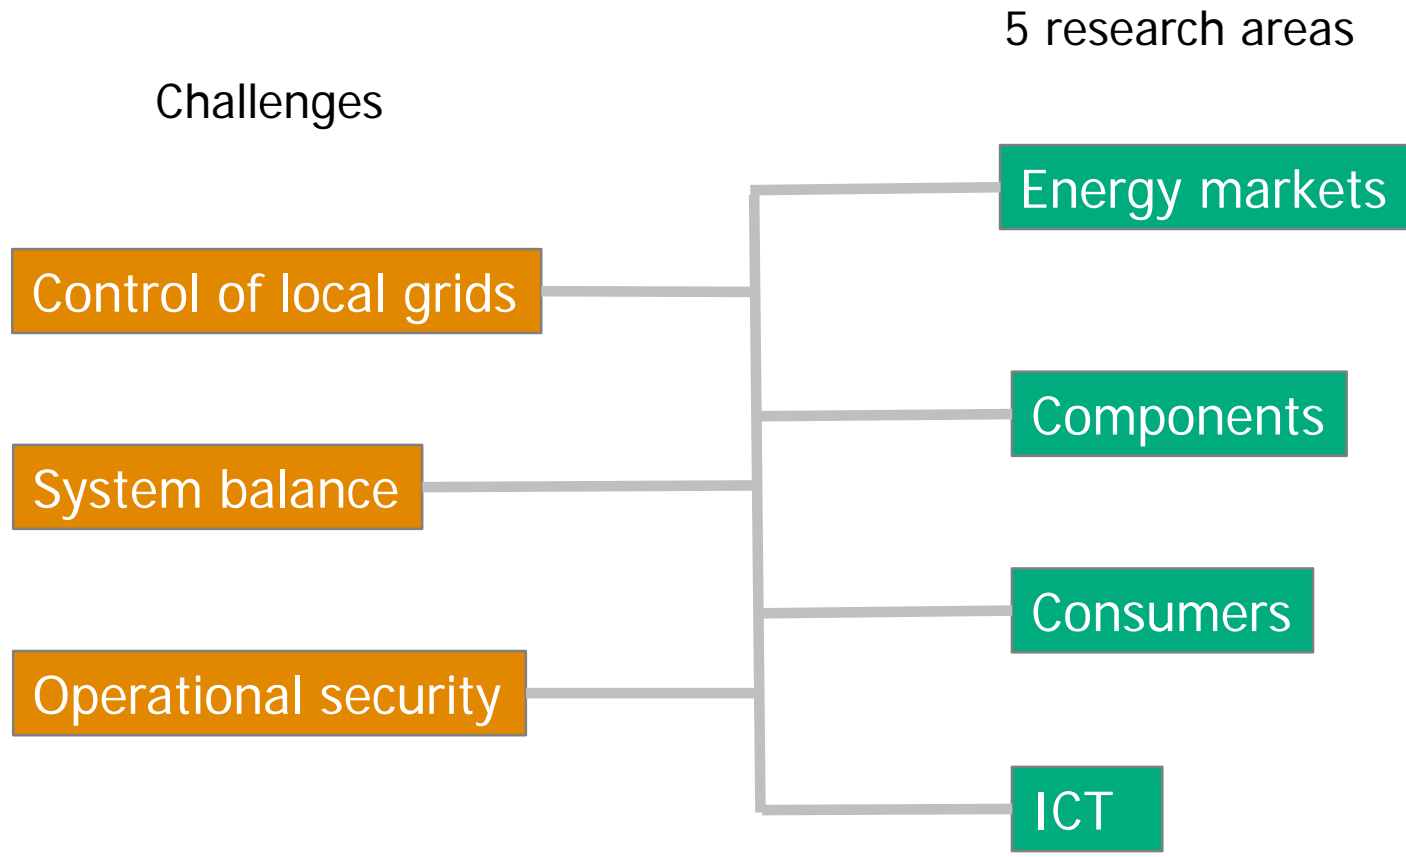 5 research areas
Challenges
Energy markets
Control of local grids
Components
System balance
Consumers
Operational security
ICT